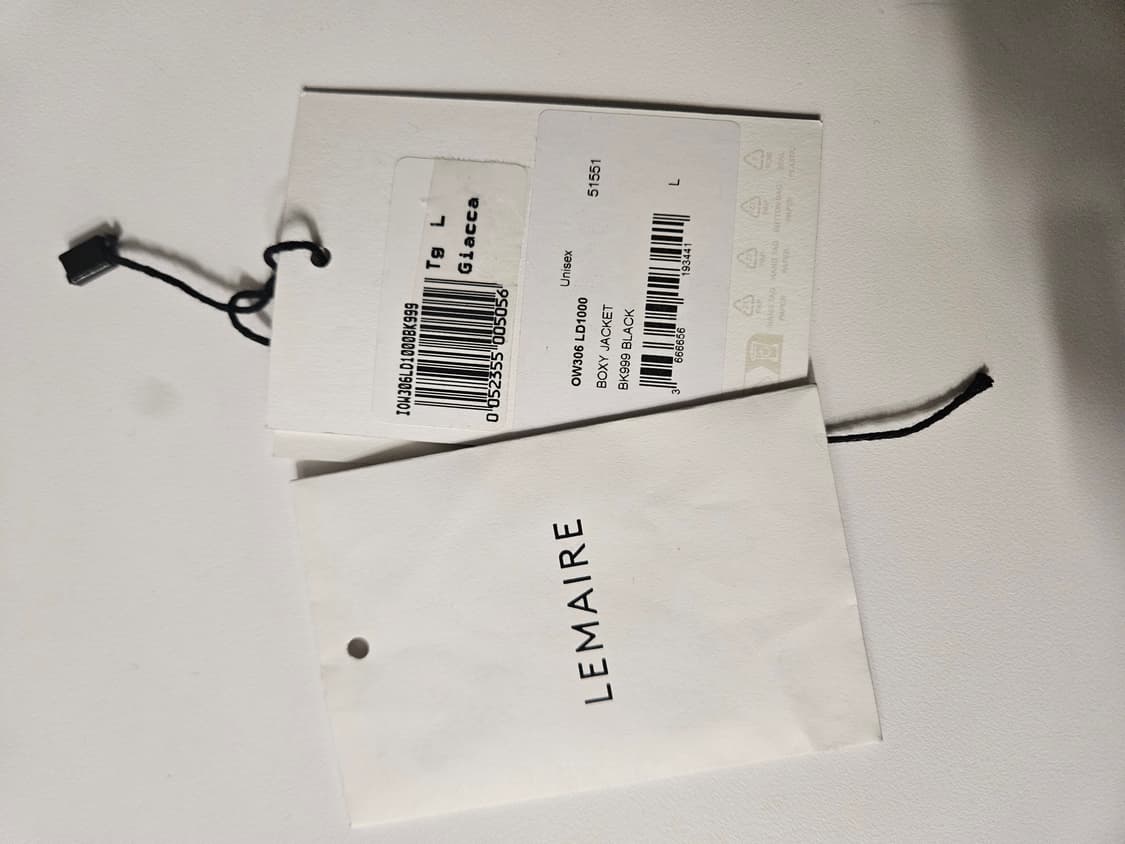 IOW306LD1000BK999
Tg L
Giacca
0 052355 005056
Unisex 51551
OW306 LD1000
BOXY JACKET
BK999 BLACK
3 666656 193441 L
LEMAIRE